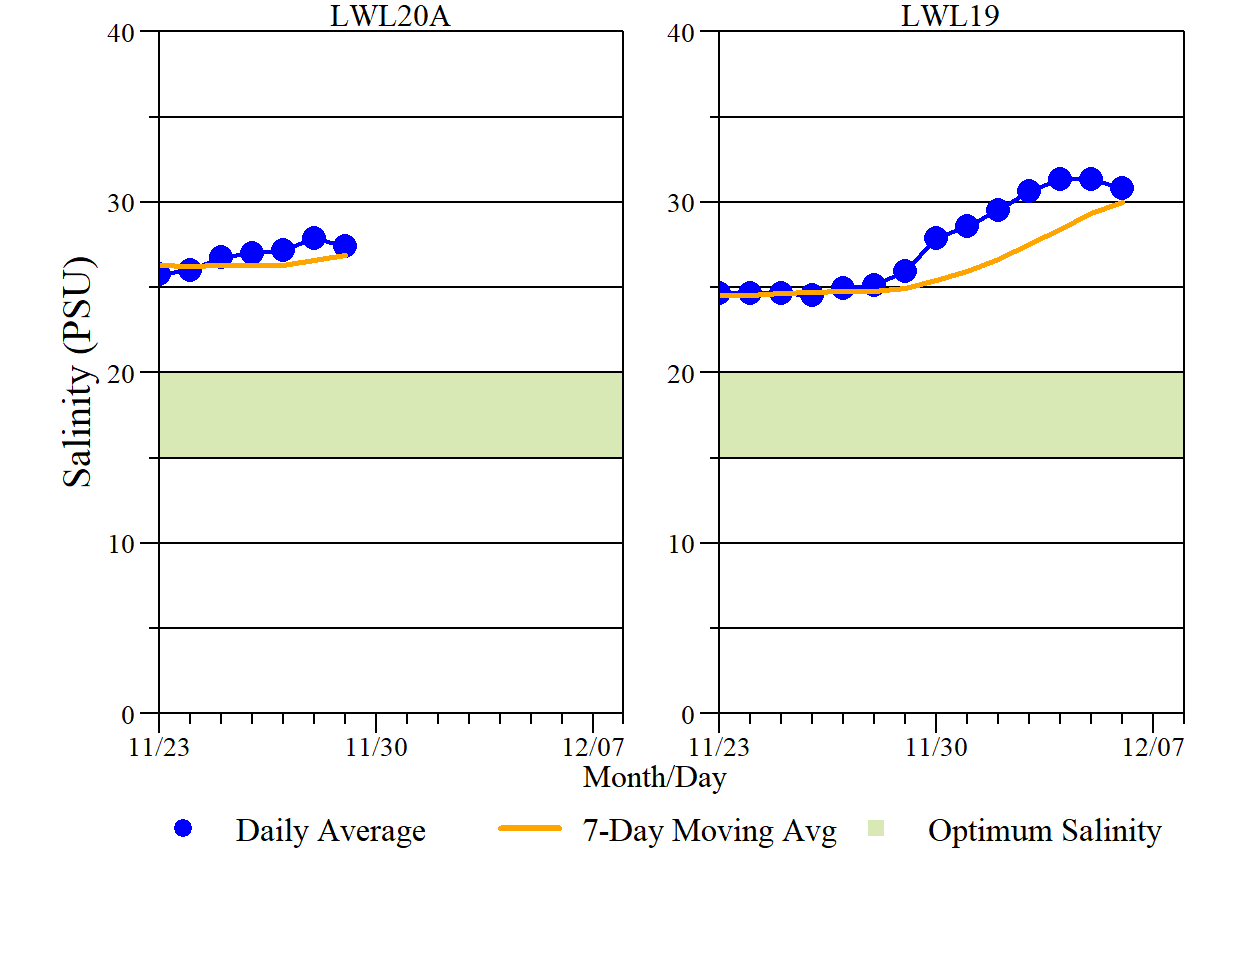 LWL20A
LWL19
40
30
20
10
0
40
30
20
10
0
Salinity (PSU)
11/23
11/30
12/07
11/23
11/30
12/07
Month/Day
Daily Average
7-Day Moving Avg
Optimum Salinity